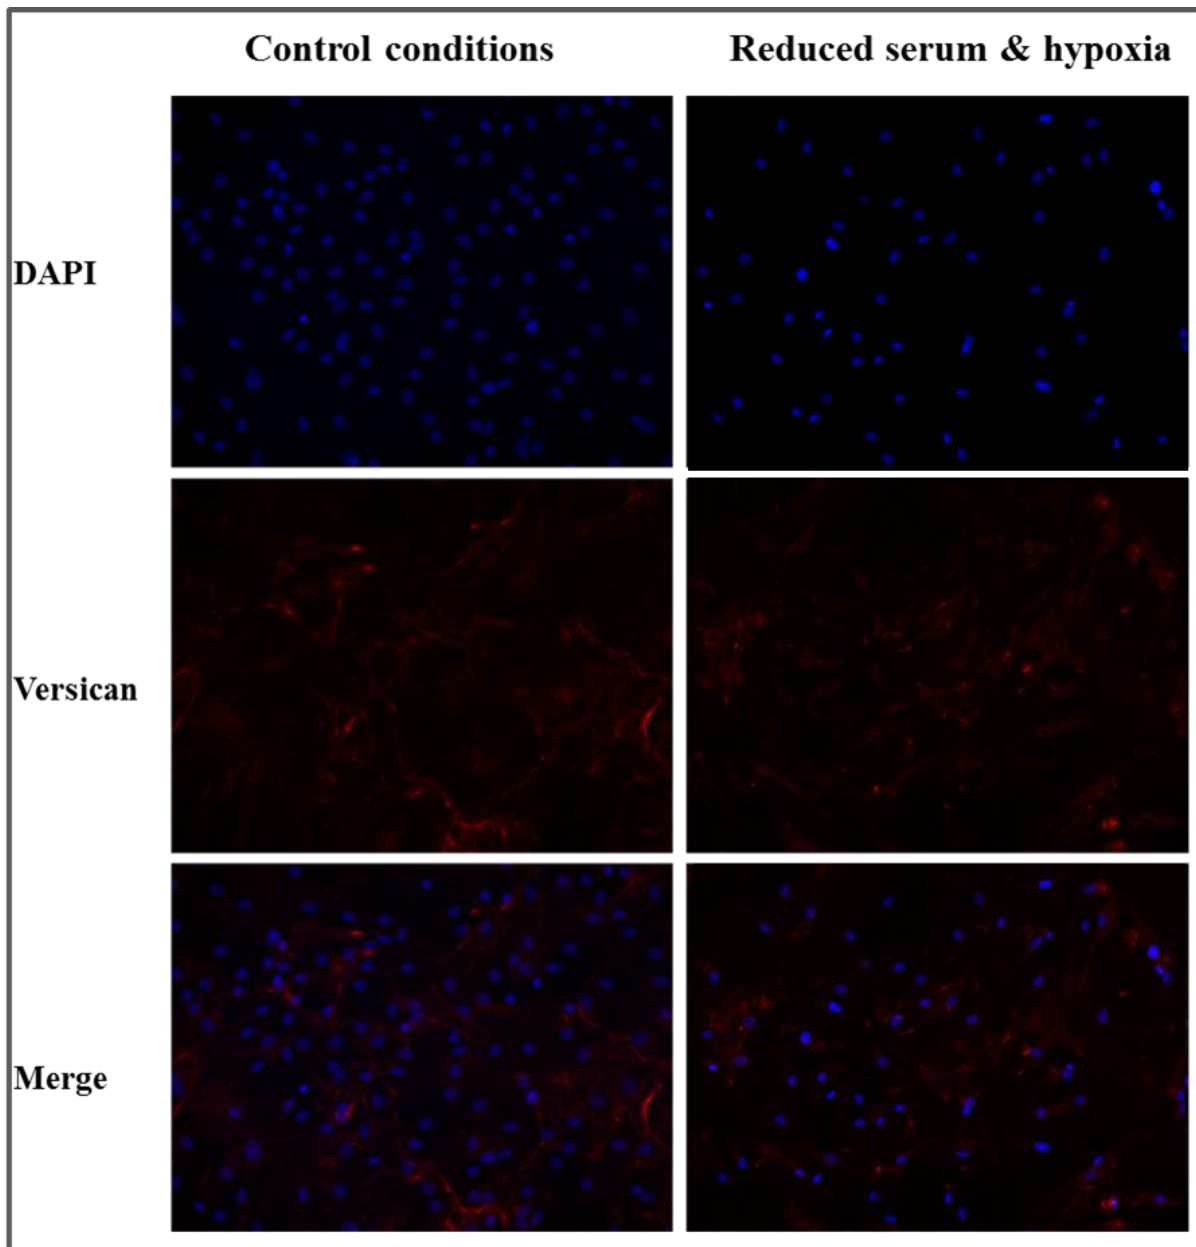 Control conditions
Reduced serum & hypoxia
DAPI
Versican
Merge